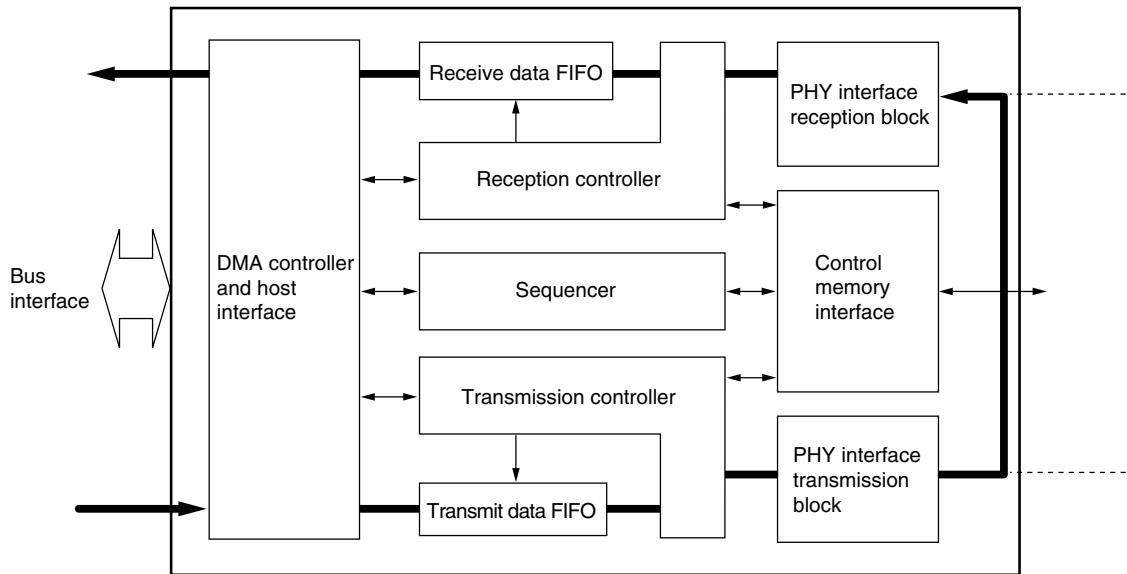 Receive data FIFO
PHY interface
reception block
Reception controller
Bus
interface
DMA controller
and host
interface
Sequencer
Control
memory
interface
Transmission controller
PHY interface
transmission
block
Transmit data FIFO